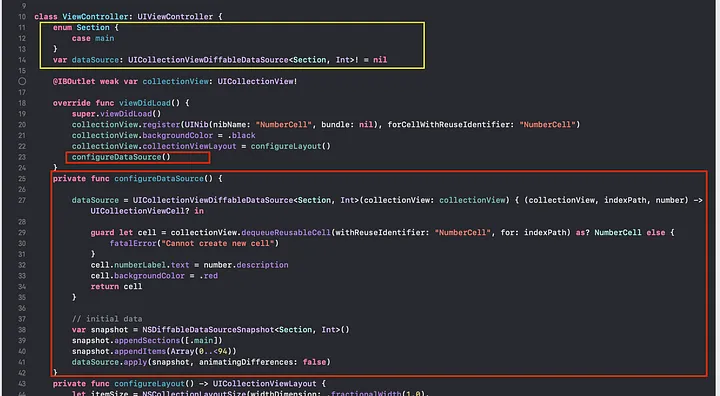 9
10 class ViewController: UIViewController {
11 enum Section {
12 case main
13 }
14 var dataSource: UICollectionViewDiffableDataSource<Section, Int>! = nil
15
@IBOutlet weak var collectionView: UICollectionView!
17
18 override func viewDidLoad() {
19 super.viewDidLoad()
20 collectionView.register(UINib(nibName: "NumberCell", bundle: nil), forCellWithReuseIdentifier: "NumberCell")
21 collectionView.backgroundColor = .black
22 collectionView.collectionViewLayout = configureLayout()
23 configureDataSource()
24 }
25 private func configureDataSource() {
26
27 dataSource = UICollectionViewDiffableDataSource<Section, Int>(collectionView: collectionView) { (collectionView, indexPath, number) ->
UICollectionViewCell? in
28
29 guard let cell = collectionView.dequeueReusableCell(withReuseIdentifier: "NumberCell", for: indexPath) as? NumberCell else {
30 fatalError("Cannot create new cell")
31 }
32 cell.numberLabel.text = number.description
33 cell.backgroundColor = .red
34 return cell
35 }
36
37 // initial data
38 var snapshot = NSDiffableDataSourceSnapshot<Section, Int>()
39 snapshot.appendSections([.main])
40 snapshot.appendItems(Array(0..<94))
41 dataSource.apply(snapshot, animatingDifferences: false)
42 }
43 private func configureLayout() -> UICollectionViewLayout {
44 let itemSize = NSCollectionLayoutSize(widthDimension: .fractionalWidth(1.0),